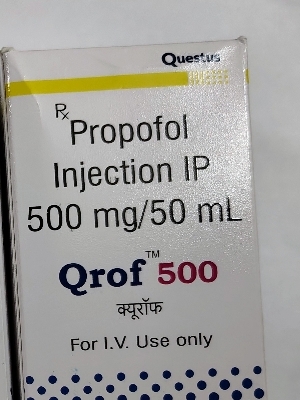 Questus
Rx Propofol
Injection IP
500 mg/50 mL
Qrof™ 500
क्यूरॉफ
For I.V. Use only